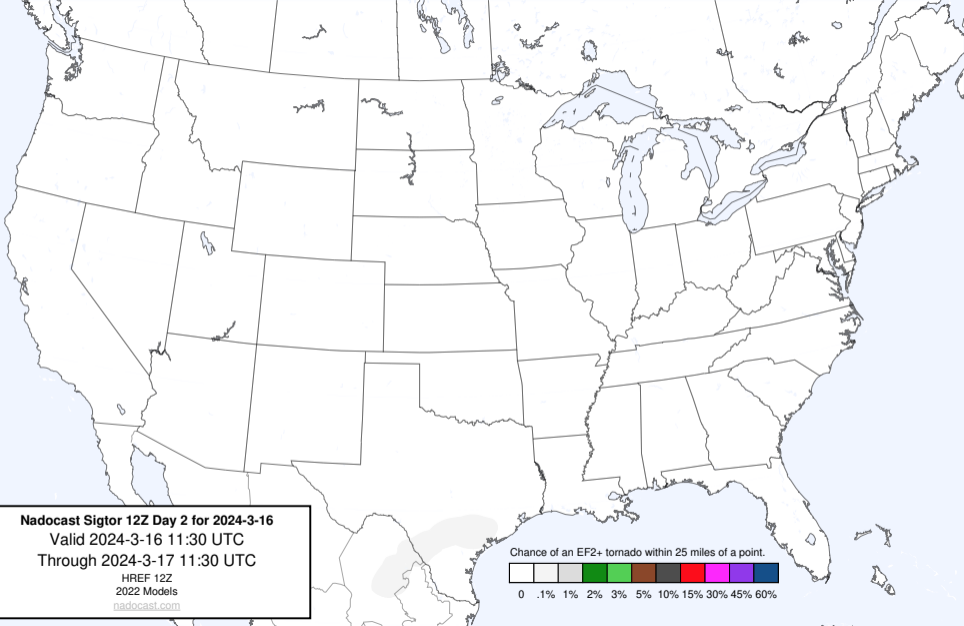 Nadocast Sigtor 12Z Day 2 for 2024-3-16
Valid 2024-3-16 11:30 UTC
Through 2024-3-17 11:30 UTC
HREF 12Z
2022 Models
nadocast.com
Chance of an EF2+ tornado within 25 miles of a point.
0 .1% 1% 2% 3% 5% 10% 15% 30% 45% 60%